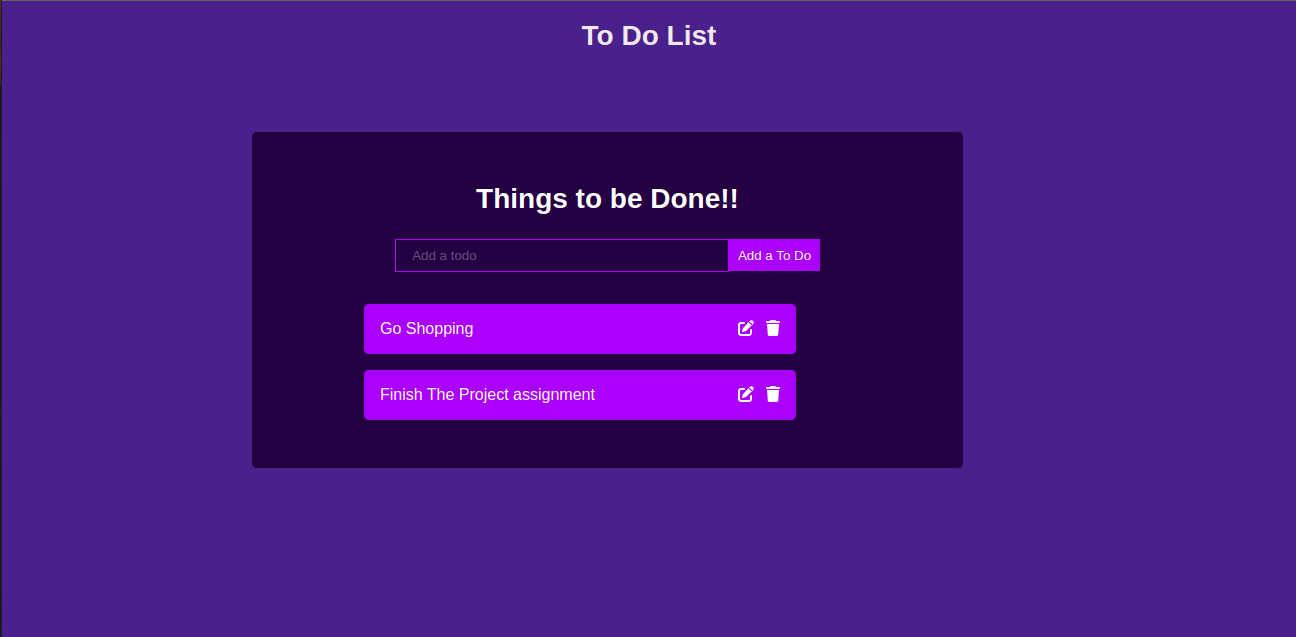 To Do List
Things to be Done!!
Add a todo
Add a To Do
Go Shopping
Finish The Project assignment